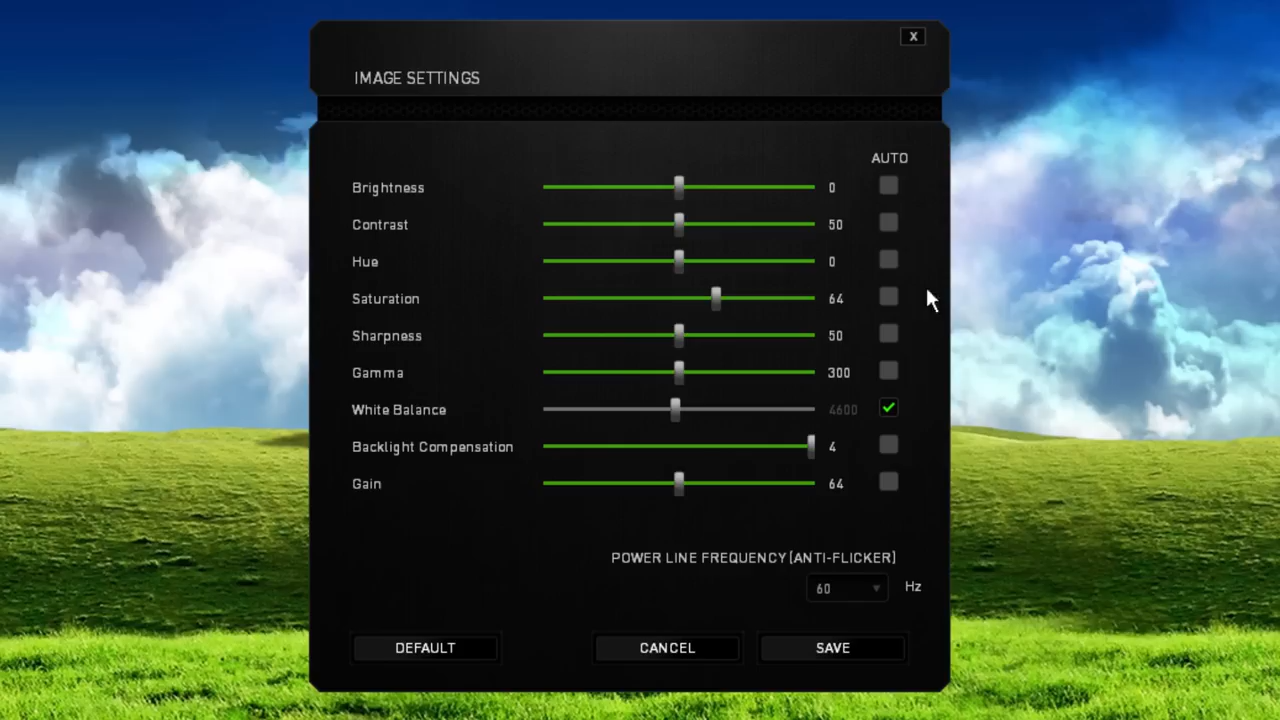 X
IMAGE SETTINGS
AUTO
Brightness 0
Contrast 50
Hue 0
Saturation 64
Sharpness 50
Gamma 300
White Balance 4600
Backlight Compensation 4
Gain 64
POWER LINE FREQUENCY (ANTI-FLICKER)
60 Hz
DEFAULT CANCEL SAVE